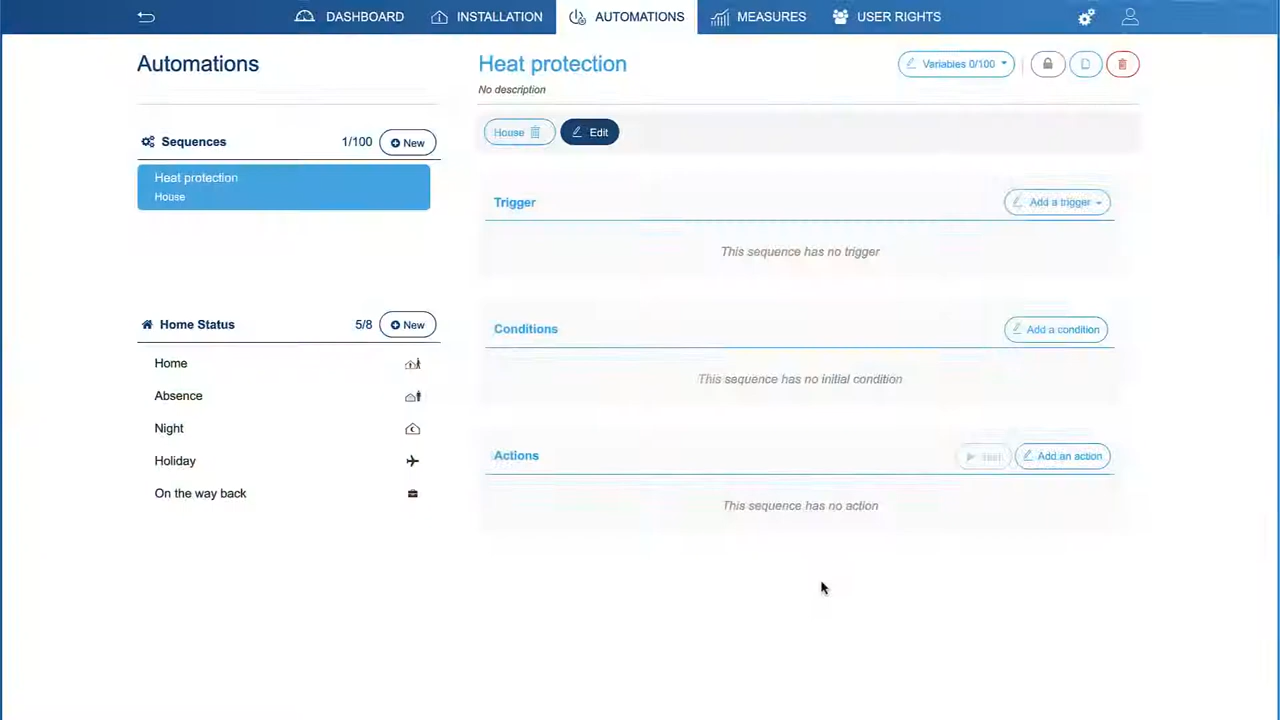 DASHBOARD INSTALLATION AUTOMATIONS MEASURES USER RIGHTS
Automations
Heat protection
Variables 0/100
No description
House Edit
Sequences 1/100 New
Heat protection
House
Trigger Add a trigger
This sequence has no trigger
Home Status 5/8 New
Conditions Add a condition
Home
This sequence has no initial condition
Absence
Night
Actions Test Add an action
Holiday
On the way back
This sequence has no action